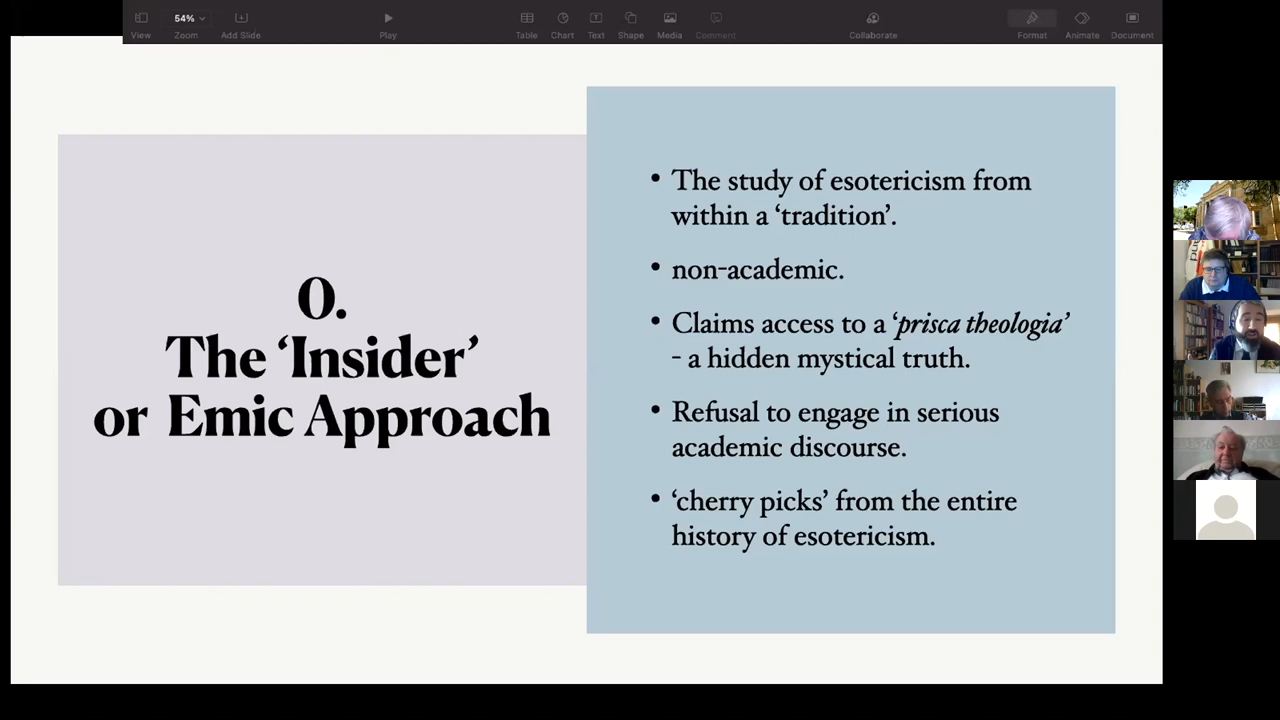 54%
View
Zoom
Add Slide
Play
Table
Chart
Text
Shape
Media
Comment
Collaborate
Format
Animate
Document
0.
The ‘Insider’
or Emic Approach
• The study of esotericism from
within a ‘tradition’.
• non-academic.
• Claims access to a ‘prisca theologia’
- a hidden mystical truth.
• Refusal to engage in serious
academic discourse.
• ‘cherry picks’ from the entire
history of esotericism.